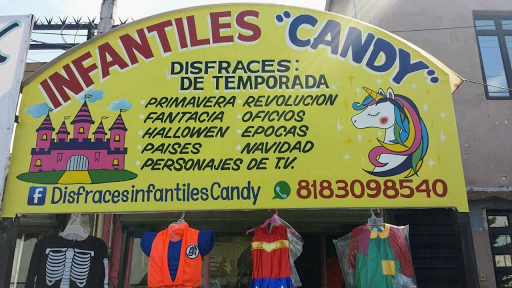 INFANTILES "CANDY"
DISFRACES:
DE TEMPORADA
PRIMAVERA REVOLUCION
FANTACIA OFICIOS
HALLOWEN EPOCAS
PAISES NAVIDAD
PERSONAJES DE T.V.
f DisfracesinfantilesCandy 8183098540